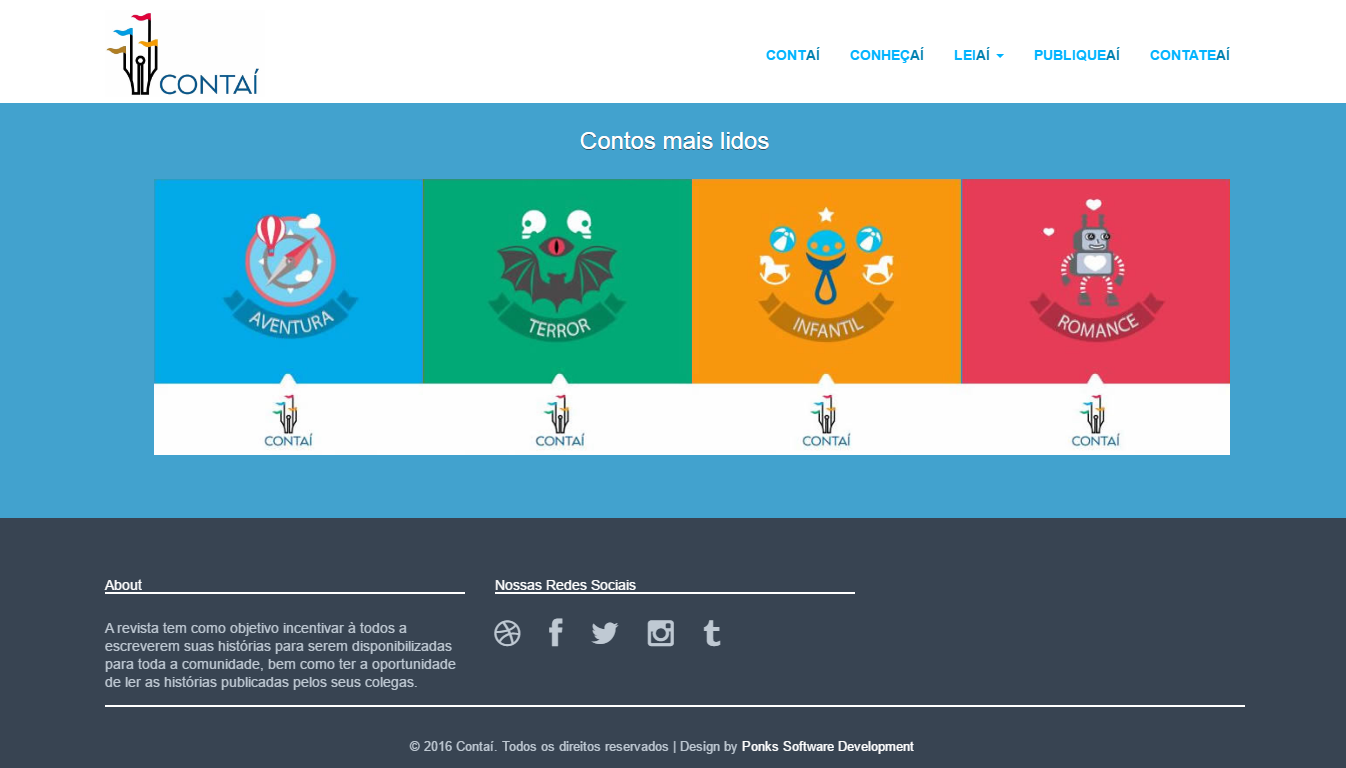 CONTAÍ
CONTAÍ CONHEÇAÍ LEIAÍ PUBLIQUEAÍ CONTATEAÍ
Contos mais lidos
AVENTURA TERROR INFANTIL ROMANCE
CONTAÍ CONTAÍ CONTAÍ CONTAÍ
About
A revista tem como objetivo incentivar à todos a
escreverem suas histórias para serem disponibilizadas
para toda a comunidade, bem como ter a oportunidade
de ler as histórias publicadas pelos seus colegas.
Nossas Redes Sociais
© 2016 Contaí. Todos os direitos reservados | Design by Ponks Software Development